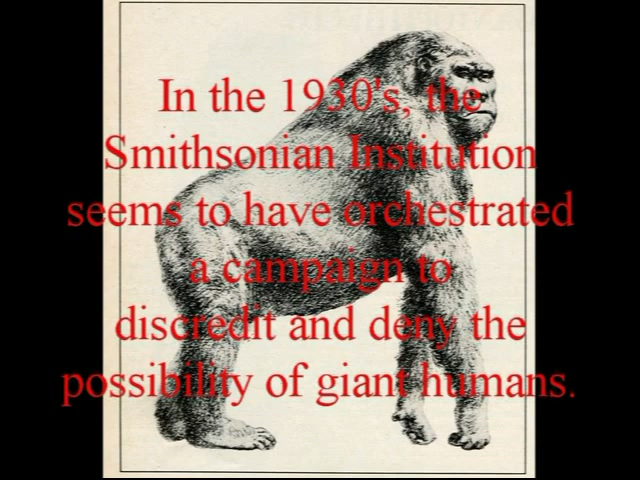 In the 1930's, the
Smithsonian Institution
seems to have orchestrated
a campaign to
discredit and deny the
possibility of giant humans.